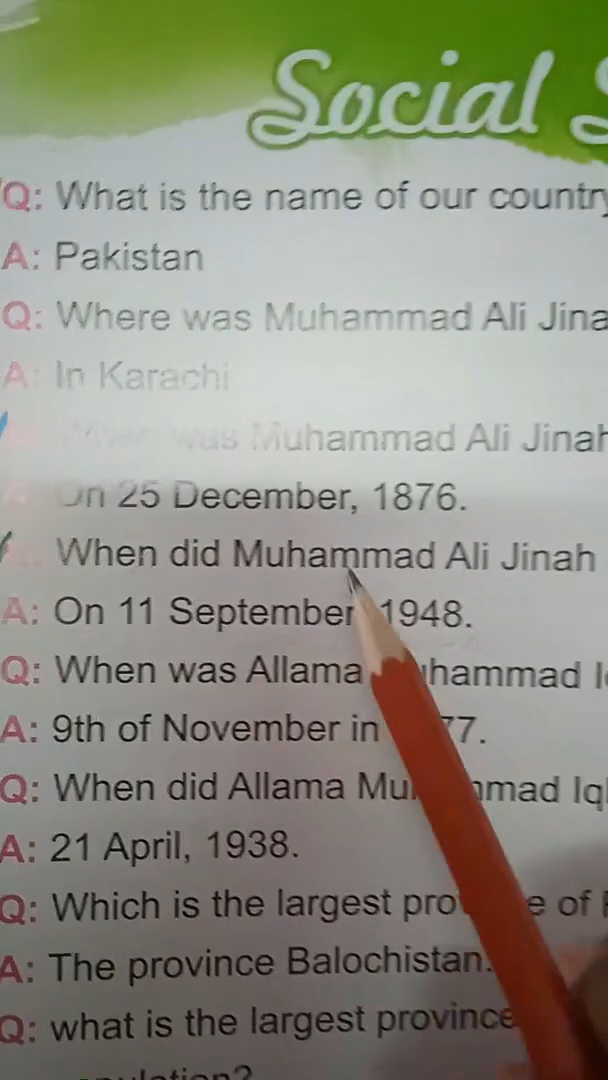 Social
Q: What is the name of our country
A: Pakistan
Q: Where was Muhammad Ali Jina
A: In Karachi
When was Muhammad Ali Jinah
On 25 December, 1876.
When did Muhammad Ali Jinah
A: On 11 September 1948.
Q: When was Allama
A: 9th of November in
Q: When did Allama
A: 21 April, 1938.
Q: Which is the largest of
A: The province Balochistan.
Q: what is the largest province